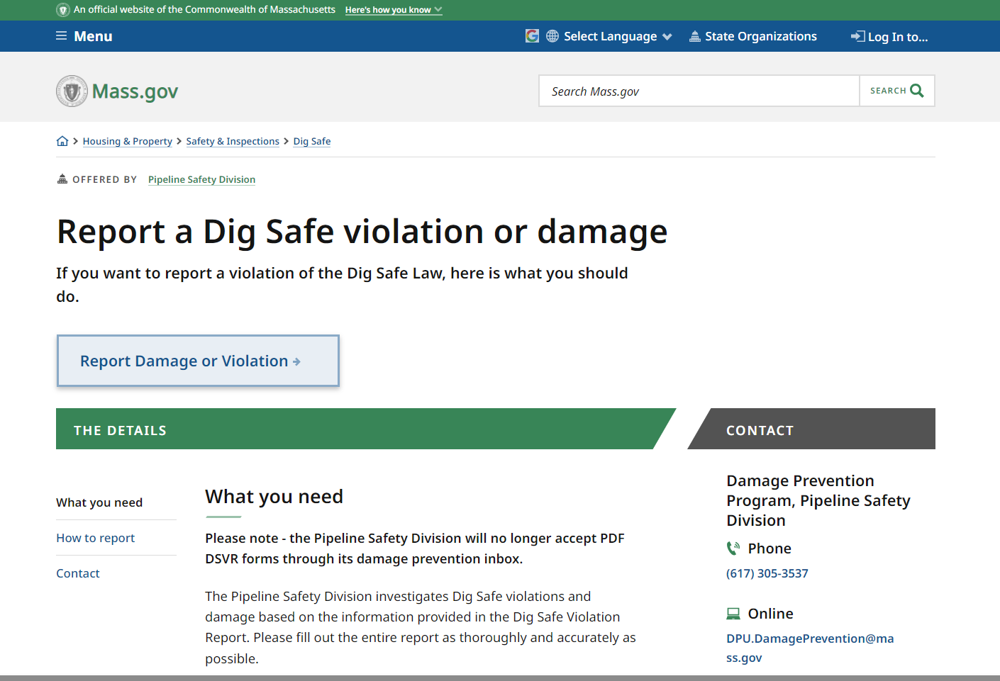 An official website of the Commonwealth of Massachusetts Here's how you know
Menu
Select Language
State Organizations
Log In to...
Mass.gov
Search Mass.gov
SEARCH
Housing & Property
Safety & Inspections
Dig Safe
OFFERED BY Pipeline Safety Division
Report a Dig Safe violation or damage
If you want to report a violation of the Dig Safe Law, here is what you should
do.
Report Damage or Violation
THE DETAILS
What you need
How to report
Contact
What you need
Please note - the Pipeline Safety Division will no longer accept PDF
DSVR forms through its damage prevention inbox.
The Pipeline Safety Division investigates Dig Safe violations and
damage based on the information provided in the Dig Safe Violation
Report. Please fill out the entire report as thoroughly and accurately as
possible.
CONTACT
Damage Prevention
Program, Pipeline Safety
Division
Phone
(617) 305-3537
Online
DPU.DamagePrevention@ma
ss.gov